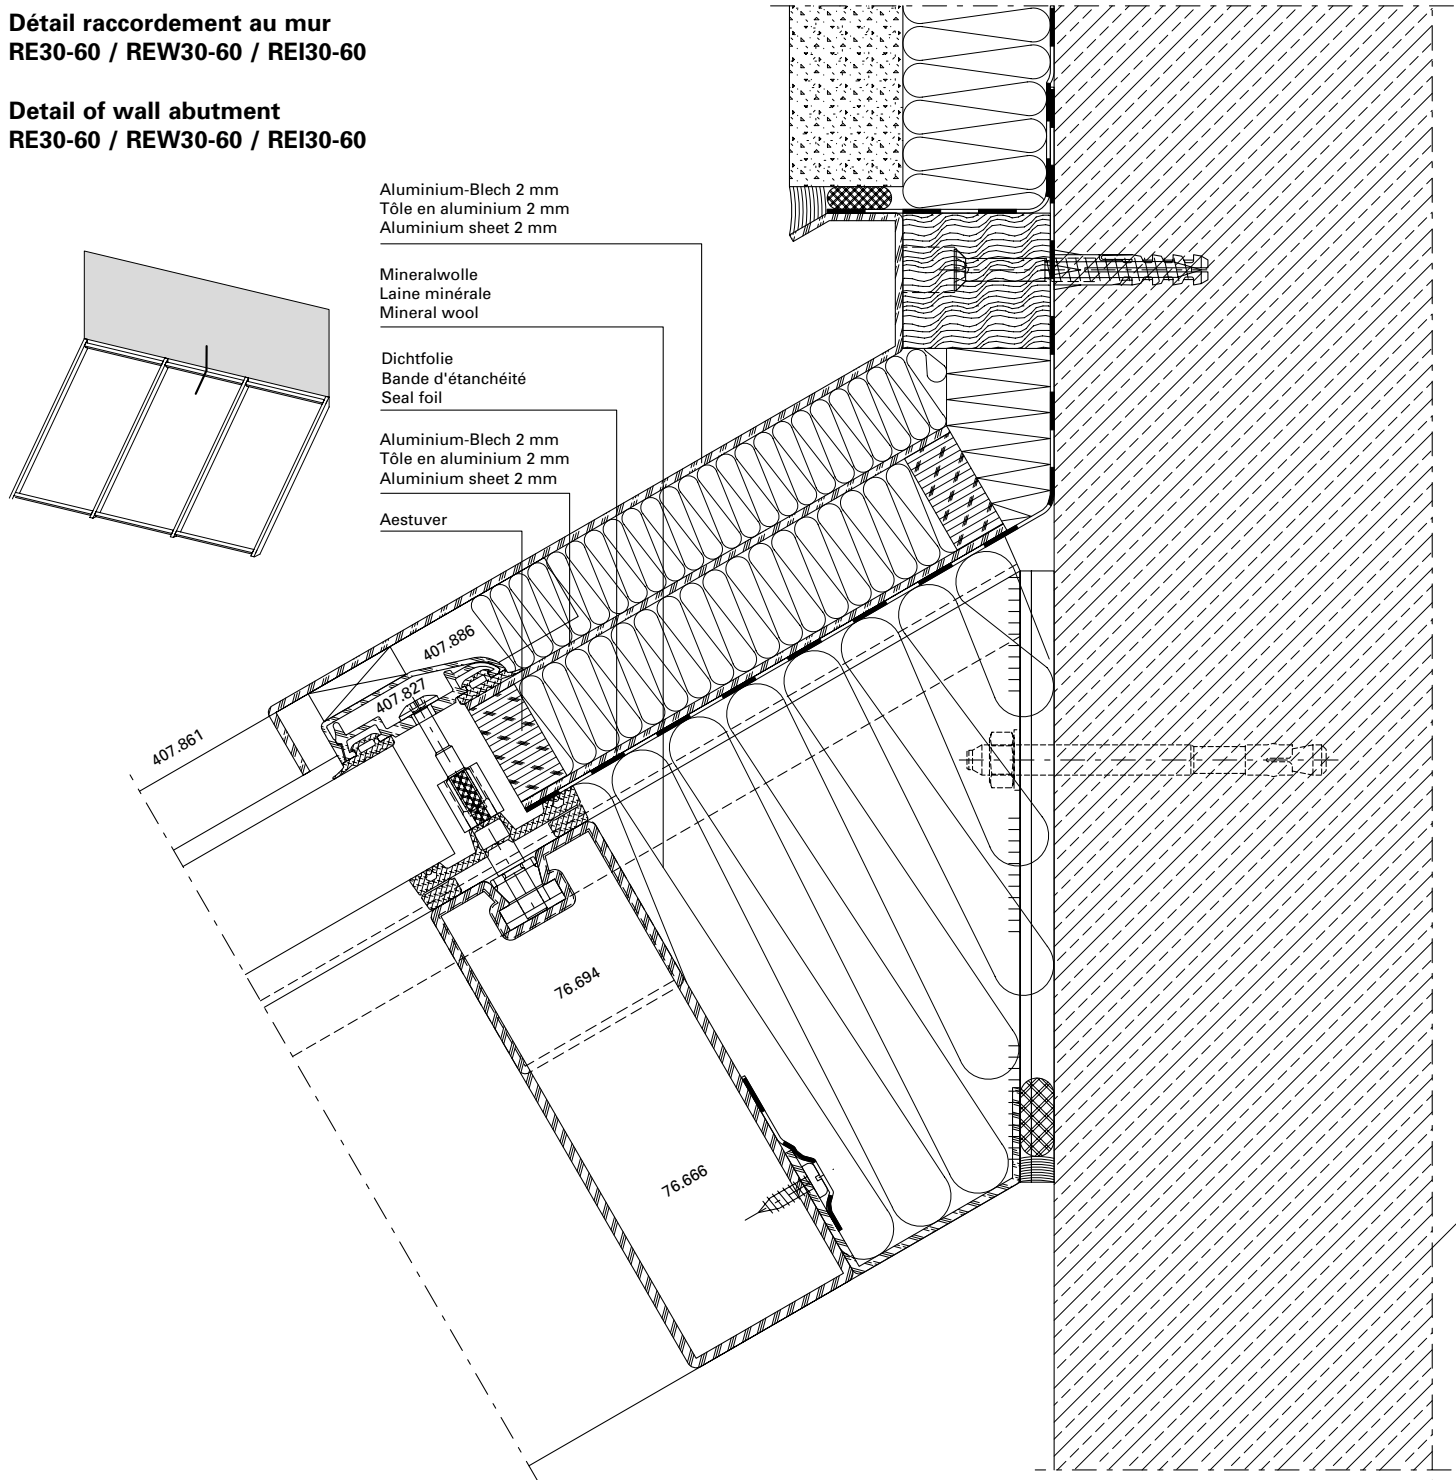 Détail raccordement au mur
RE30-60 / REW30-60 / REI30-60
Detail of wall abutment
RE30-60 / REW30-60 / REI30-60
Aluminium-Blech 2 mm
Tôle en aluminium 2 mm
Aluminium sheet 2 mm
Mineralwolle
Laine minérale
Mineral wool
Dichtfolie
Bande d'étanchéité
Seal foil
Aluminium-Blech 2 mm
Tôle en aluminium 2 mm
Aluminium sheet 2 mm
Aestuver
407.886
407.827
407.861
76.694
76.666